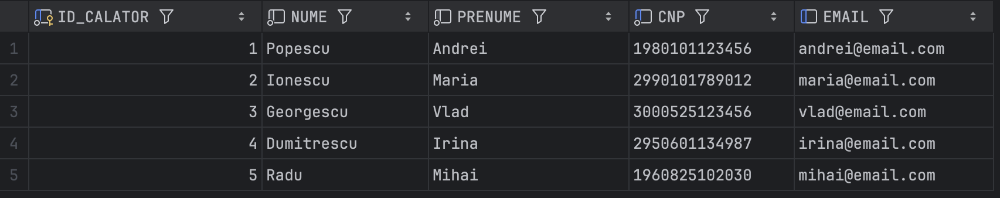 ID_CALATOR NUME PRENUME CNP EMAIL
1 1 Popescu Andrei 1980101123456 andrei@email.com
2 2 Ionescu Maria 2990101789012 maria@email.com
3 3 Georgescu Vlad 3000525123456 vlad@email.com
4 4 Dumitrescu Irina 2950601134987 irina@email.com
5 5 Radu Mihai 1960825102030 mihai@email.com